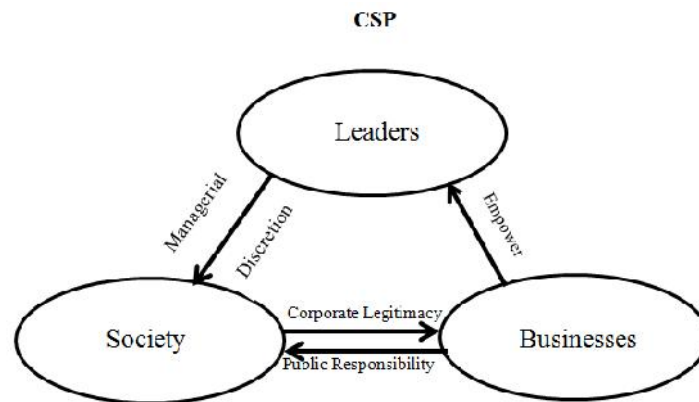 CSP
Leaders
Managerial
Discretion
Empower
Society
Corporate Legitimacy
Public Responsibility
Businesses